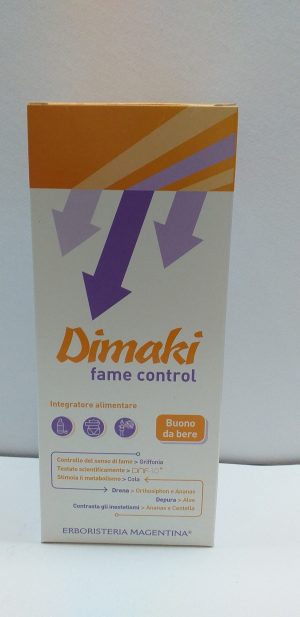 Dimaki
fame control
Integratore alimentare
Buono
da bere
Controllo del senso di fame > Griffonia
Testato scientificamente > DNF-10®
Stimola il metabolismo > Cola
Drena > Orthosiphon e Ananas
Depura > Aloe
Contrasta gli inestetismi > Ananas e Centella
ERBORISTERIA MAGENTINA®